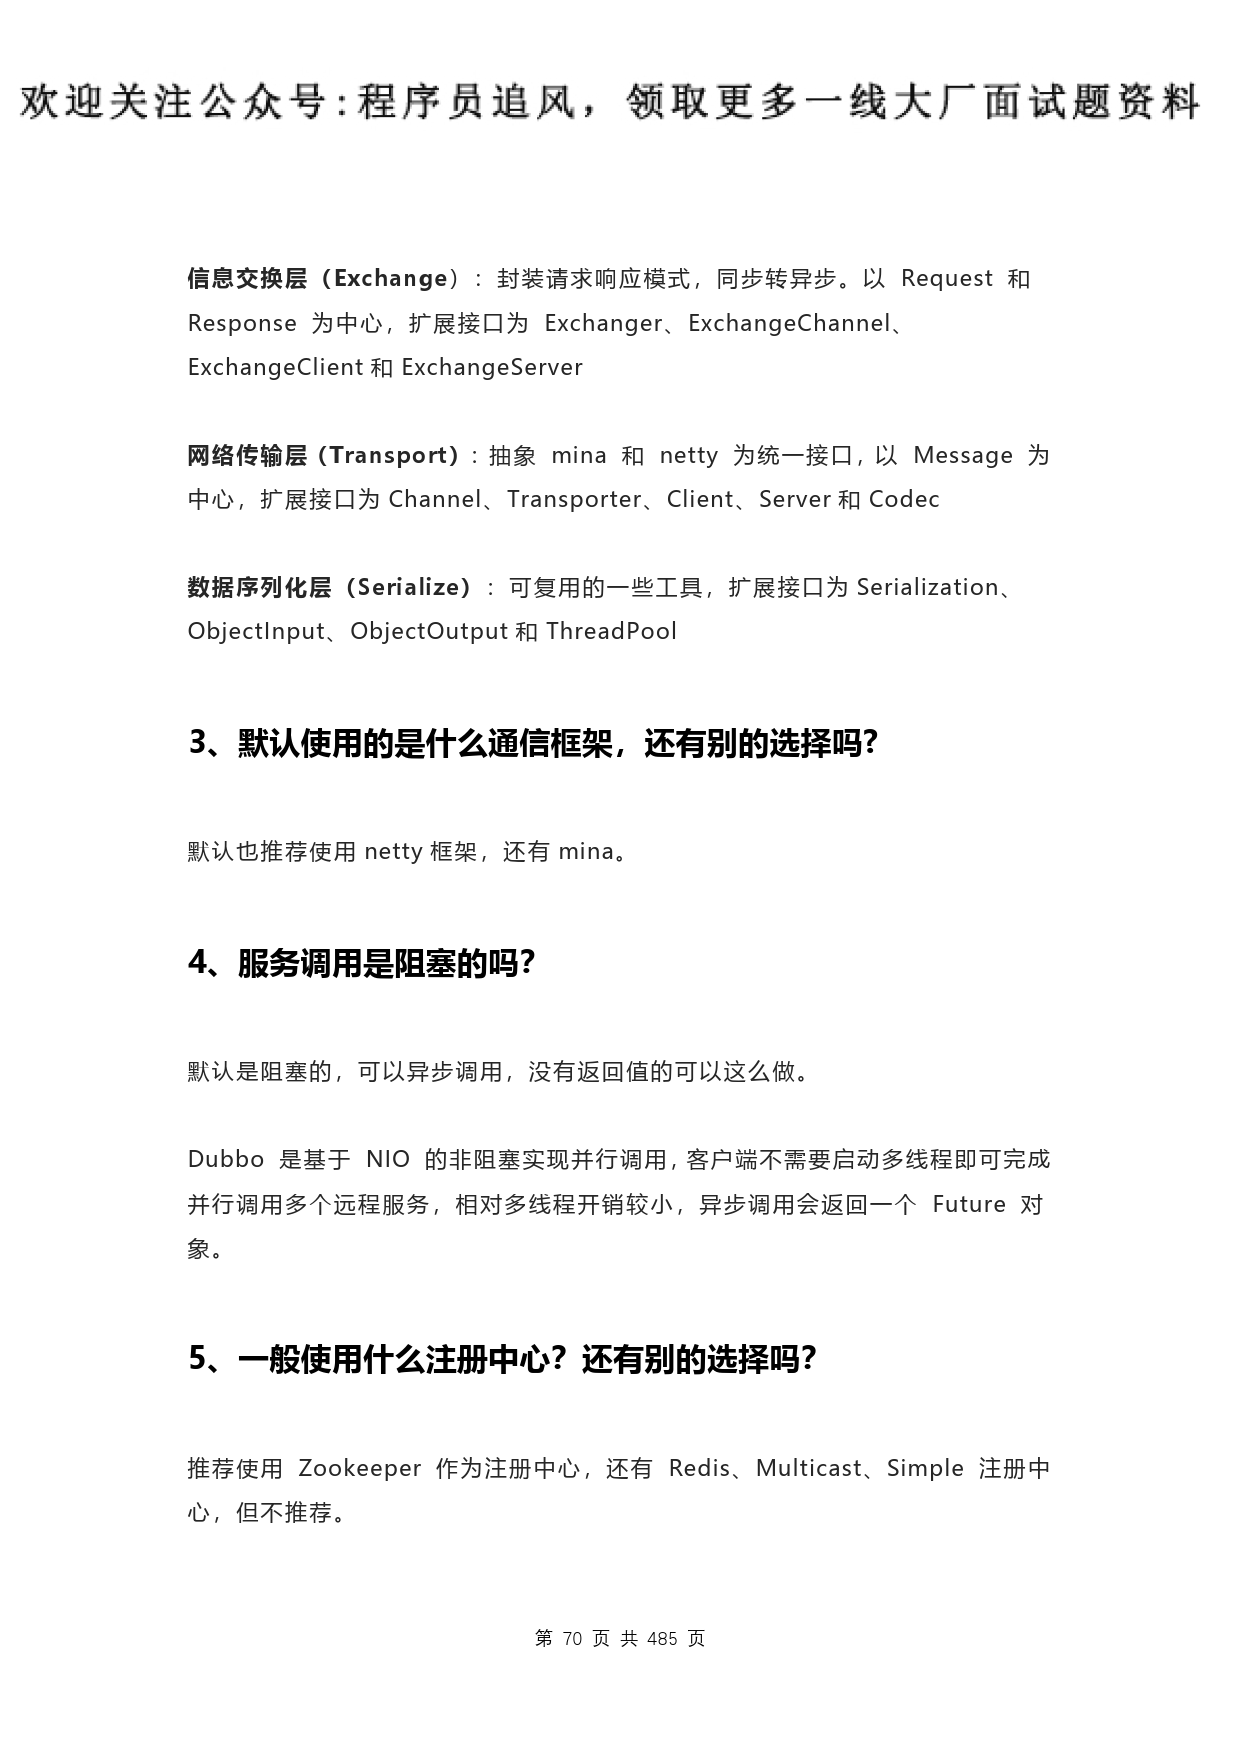 欢迎关注公众号:程序员追风，领取更多一线大厂面试题资料
信息交换层（Exchange）：封装请求响应模式，同步转异步。以 Request 和
Response 为中心，扩展接口为 Exchanger、ExchangeChannel、
ExchangeClient 和 ExchangeServer
网络传输层（Transport）：抽象 mina 和 netty 为统一接口，以 Message 为
中心，扩展接口为 Channel、Transporter、Client、Server 和 Codec
数据序列化层（Serialize）：可复用的一些工具，扩展接口为 Serialization、
ObjectInput、ObjectOutput 和 ThreadPool
3、默认使用的是什么通信框架，还有别的选择吗？
默认也推荐使用 netty 框架，还有 mina。
4、服务调用是阻塞的吗？
默认是阻塞的，可以异步调用，没有返回值的可以这么做。
Dubbo 是基于 NIO 的非阻塞实现并行调用，客户端不需要启动多线程即可完成
并行调用多个远程服务，相对多线程开销较小，异步调用会返回一个 Future 对
象。
5、一般使用什么注册中心？还有别的选择吗？
推荐使用 Zookeeper 作为注册中心，还有 Redis、Multicast、Simple 注册中
心，但不推荐。
第 70 页 共 485 页